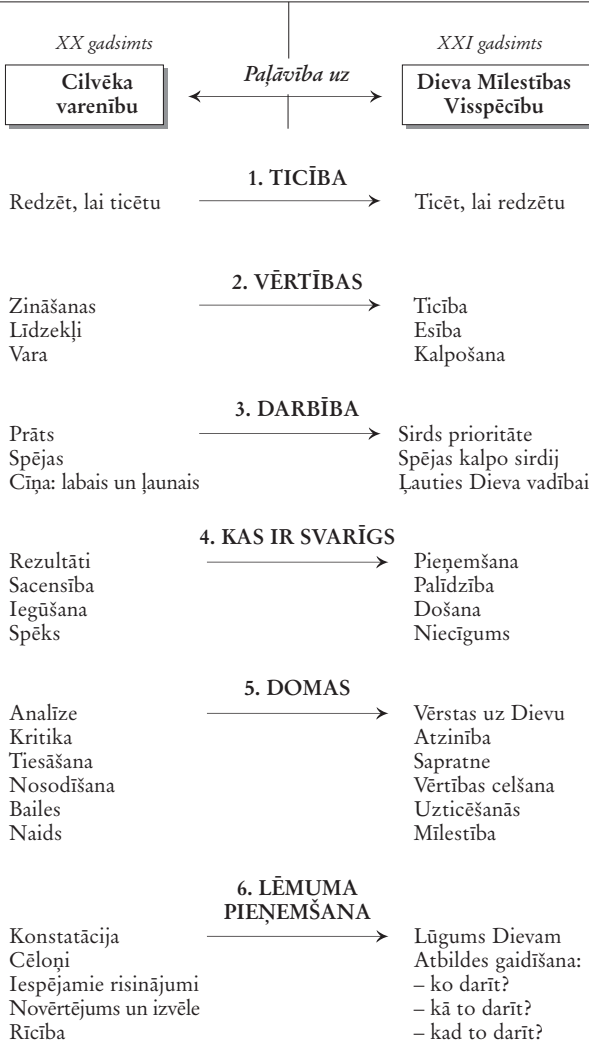 XX gadsimts
XXI gadsimts
Cilvēka
varenību
Paļāvība uz
Dieva Mīlestības
Visspēcību
1. TICĪBA
Redzēt, lai ticētu
Ticēt, lai redzētu
2. VĒRTĪBAS
Zināšanas
Līdzekļi
Vara
Ticība
Esība
Kalpošana
3. DARBĪBA
Prāts
Spējas
Cīņa: labais un ļaunais
Sirds prioritāte
Spējas kalpo sirdij
Ļauties Dieva vadībai
4. KAS IR SVARĪGS
Rezultāti
Sacensība
Iegūšana
Spēks
Pieņemšana
Palīdzība
Došana
Niecīgums
5. DOMAS
Analīze
Kritika
Tiesāšana
Nosodīšana
Bailes
Naids
Vērstas uz Dievu
Atzinība
Sapratne
Vērtības celšana
Uzticēšanās
Mīlestība
6. LĒMUMA
PIEŅEMŠANA
Konstatācija
Cēloņi
Iespējamie risinājumi
Novērtējums un izvēle
Rīcība
Lūgums Dievam
Atbildes gaidīšana:
– ko darīt?
– kā to darīt?
– kad to darīt?